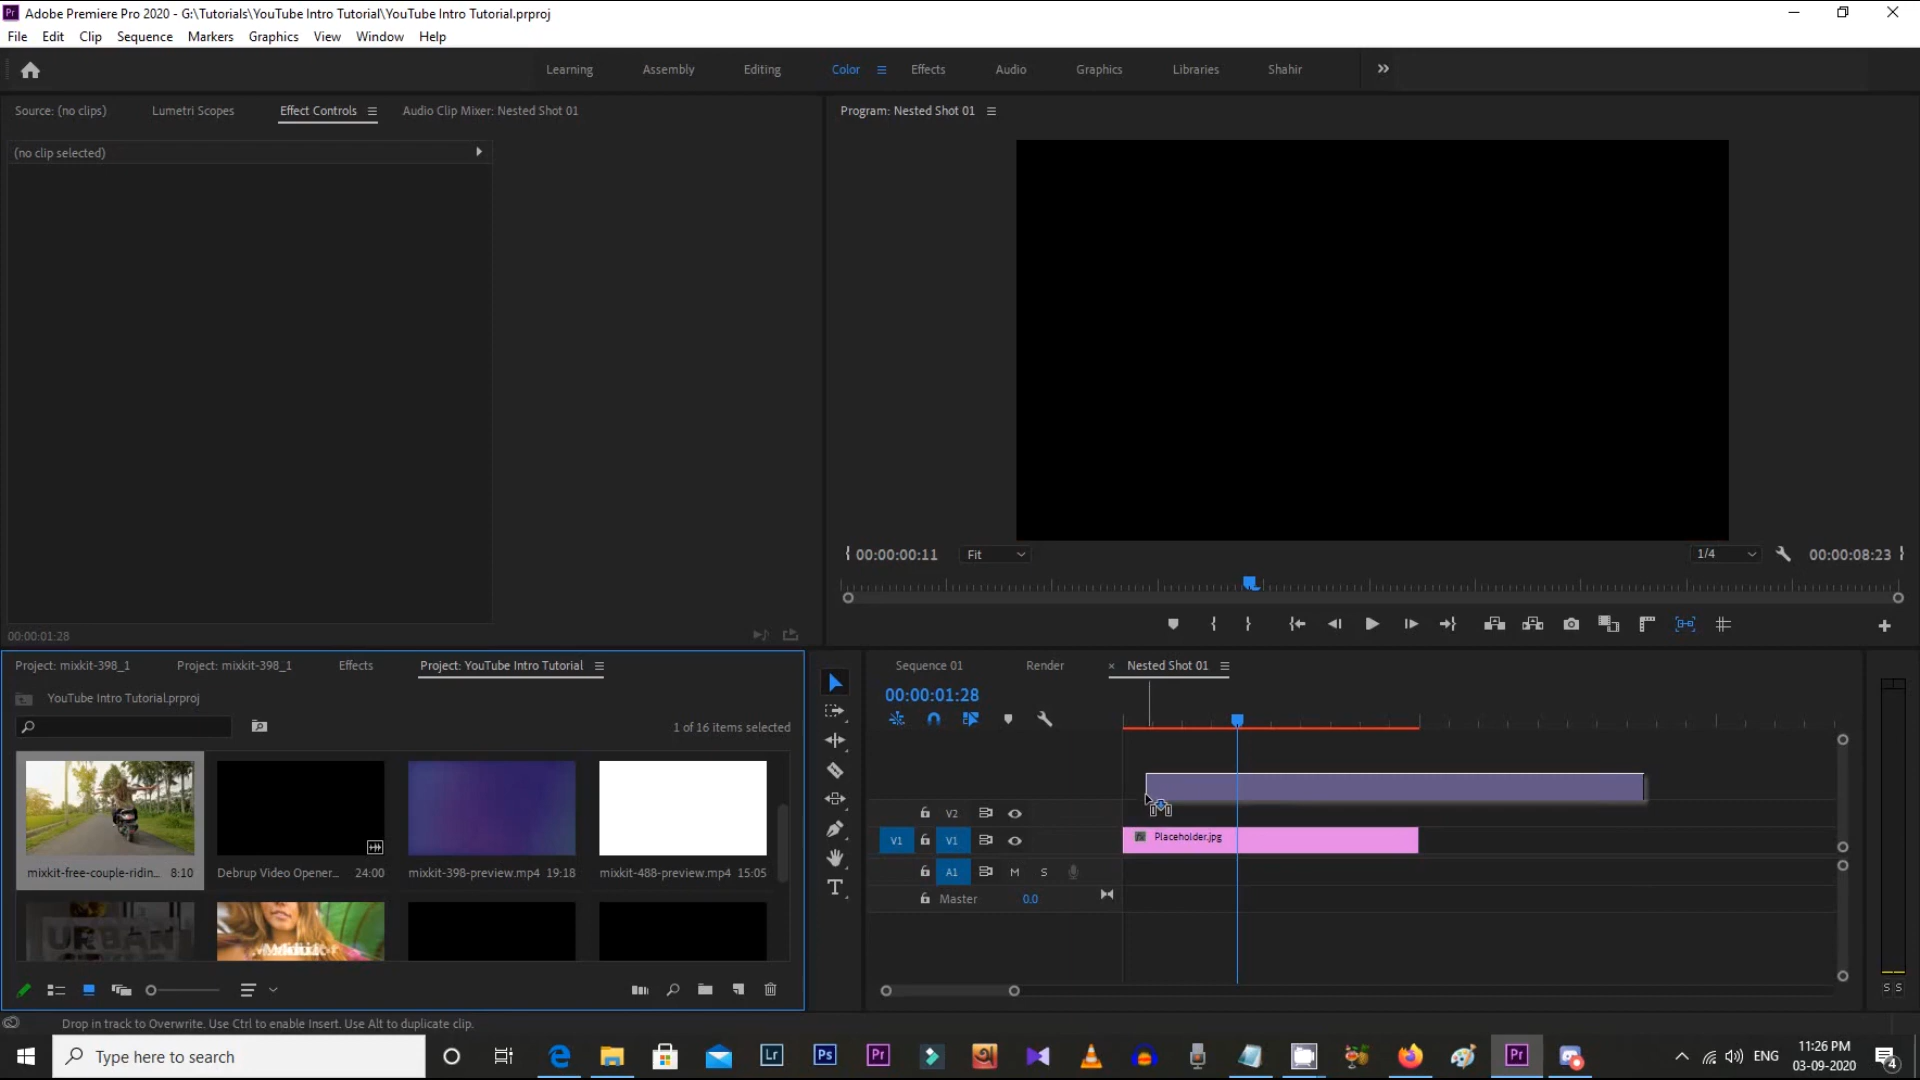 Adobe Premiere Pro 2020 - G:\Tutorials\YouTube Intro Tutorial\YouTube Intro Tutorial.prproj
File Edit Clip Sequence Markers Graphics View Window Help
Learning Assembly Editing Color Effects Audio Graphics Libraries Shahir
Source: (no clips) Lumetri Scopes Effect Controls Audio Clip Mixer: Nested Shot 01
Program: Nested Shot 01
(no clip selected)
00:00:00:11 Fit 1/4 00:00:08:23
00:00:01:28
Project: mixkit-398_1 Project: mixkit-398_1 Effects Project: YouTube Intro Tutorial
YouTube Intro Tutorial.prproj
1 of 16 items selected
mixkit-free-couple-ridin... 8:10
Debrup Video Opener... 24:00
mixkit-398-preview.mp4 19:18
mixkit-488-preview.mp4 15:05
URBAN
Sequence 01 Render × Nested Shot 01
00:00:01:28
V2
V1 V1 Placeholder.jpg
A1 M S
Master 0.0
S S
Drop in track to Overwrite. Use Ctrl to enable Insert. Use Alt to duplicate clip.
Type here to search
Lr Ps Pr Pr
ENG
11:26 PM
03-09-2020
4